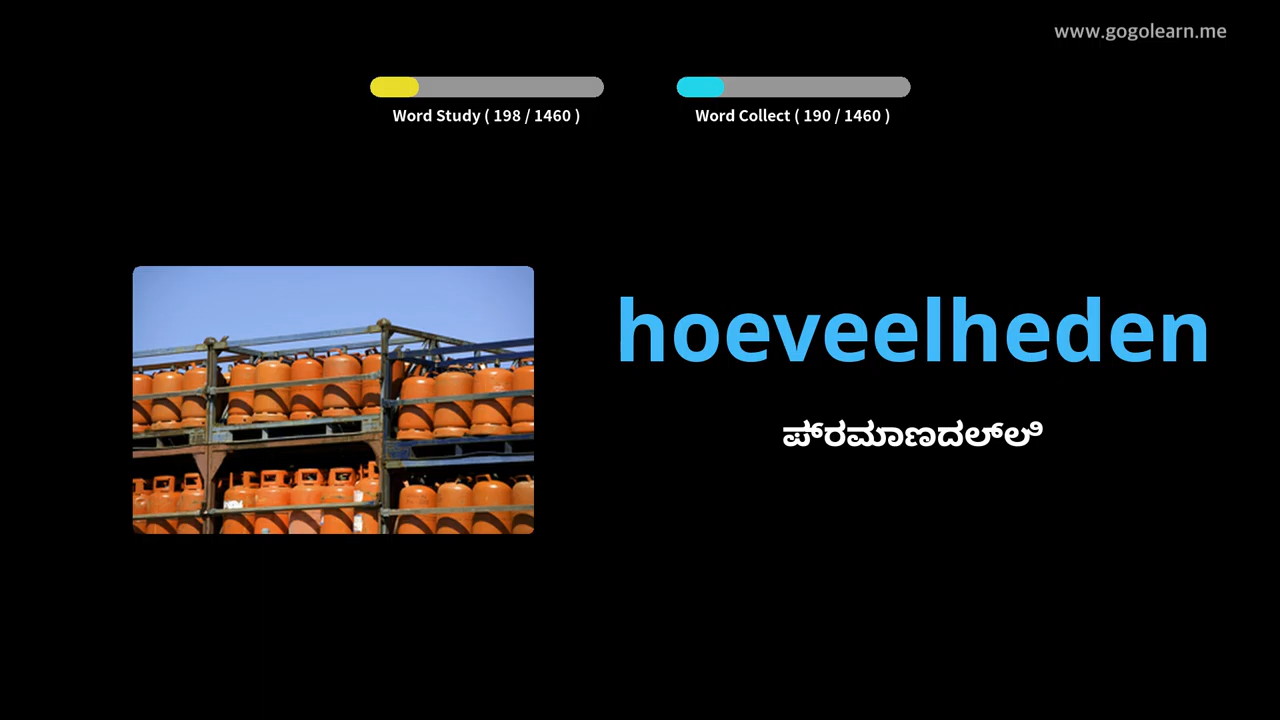 www.gogolearn.me
Word Study ( 198 / 1460 )
Word Collect ( 190 / 1460 )
hoeveelheden
ಪ್ರಮಾಣದಲ್ಲಿ